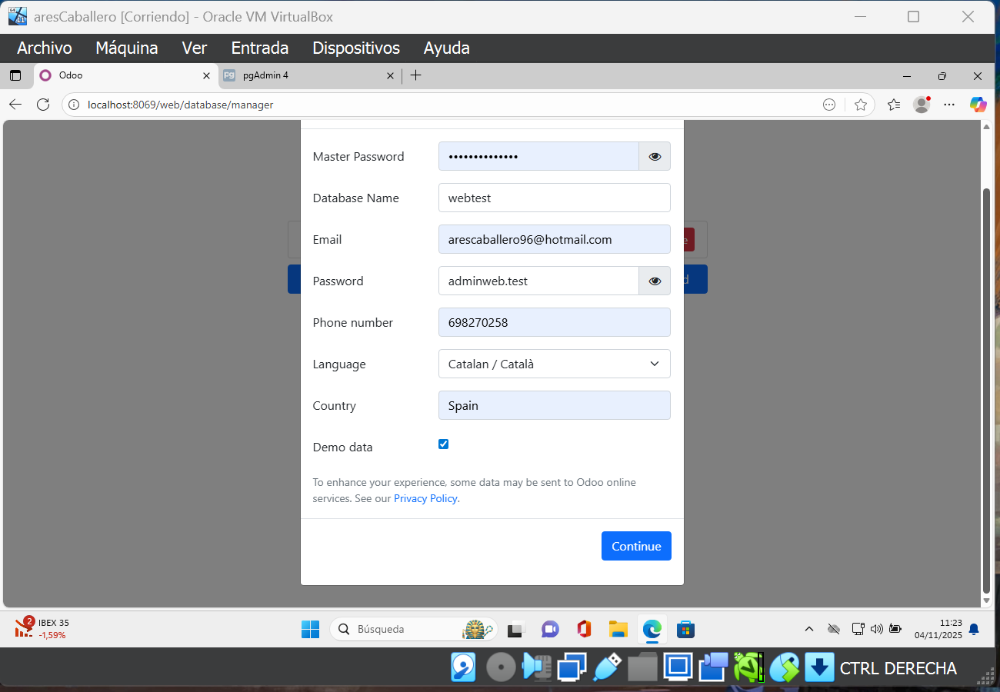 aresCaballero [Corriendo] - Oracle VM VirtualBox
Archivo Máquina Ver Entrada Dispositivos Ayuda
Odoo pgAdmin 4
localhost:8069/web/database/manager
Master Password ••••••••••••••
Database Name webtest
Email arescaballero96@hotmail.com
Password adminweb.test
Phone number 698270258
Language Catalan / Català
Country Spain
Demo data
To enhance your experience, some data may be sent to Odoo online
services. See our Privacy Policy.
Continue
2 IBEX 35
-1,59%
Búsqueda
11:23
04/11/2025
CTRL DERECHA